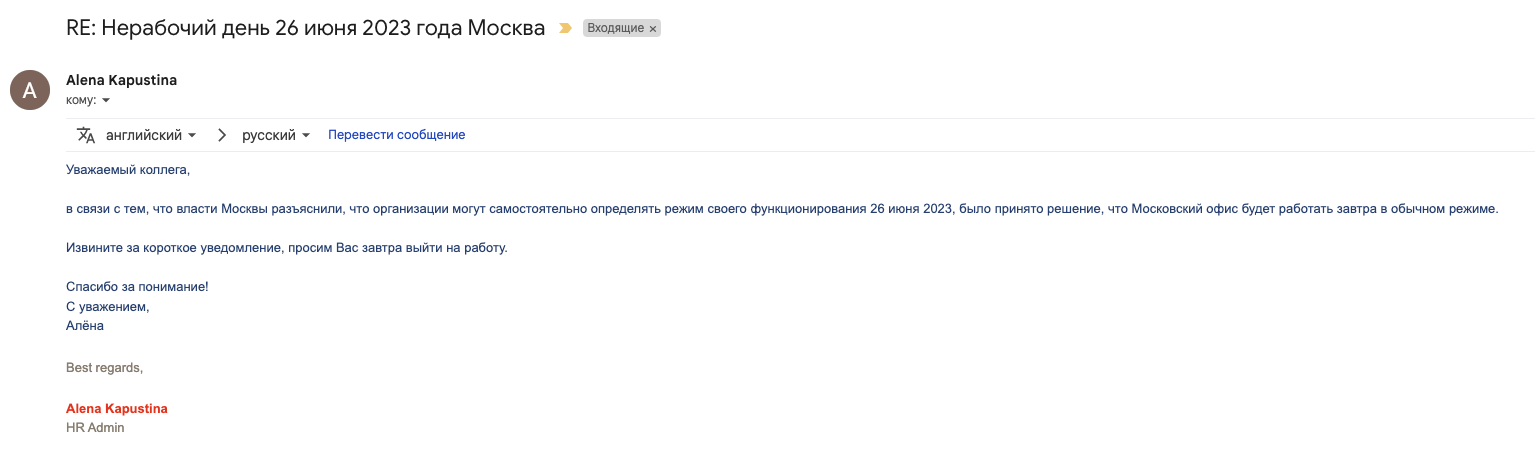 RE: Нерабочий день 26 июня 2023 года Москва
Входящие ×
A
Alena Kapustina
кому:
английский
русский
Перевести сообщение
Уважаемый коллега,
в связи с тем, что власти Москвы разъяснили, что организации могут самостоятельно определять режим своего функционирования 26 июня 2023, было принято решение, что Московский офис будет работать завтра в обычном режиме.
Извините за короткое уведомление, просим Вас завтра выйти на работу.
Спасибо за понимание!
С уважением,
Алёна
Best regards,
Alena Kapustina
HR Admin